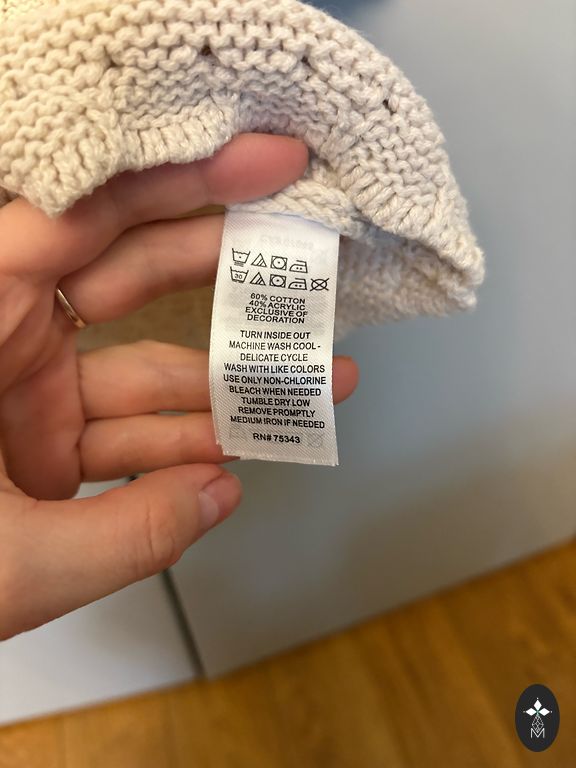 30
60% COTTON
40% ACRYLIC
EXCLUSIVE OF
DECORATION
TURN INSIDE OUT
MACHINE WASH COOL -
DELICATE CYCLE
WASH WITH LIKE COLORS
USE ONLY NON-CHLORINE
BLEACH WHEN NEEDED
TUMBLE DRY LOW
REMOVE PROMPTLY
MEDIUM IRON IF NEEDED
RN# 75343
M